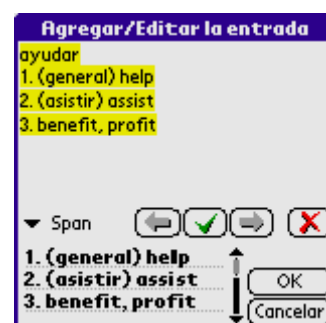 Agregar/Editar la entrada
ayudar
1. (general) help
2. (asistir) assist
3. benefit, profit
Span
1. (general) help
2. (asistir) assist
3. benefit, profit
OK
Cancelar